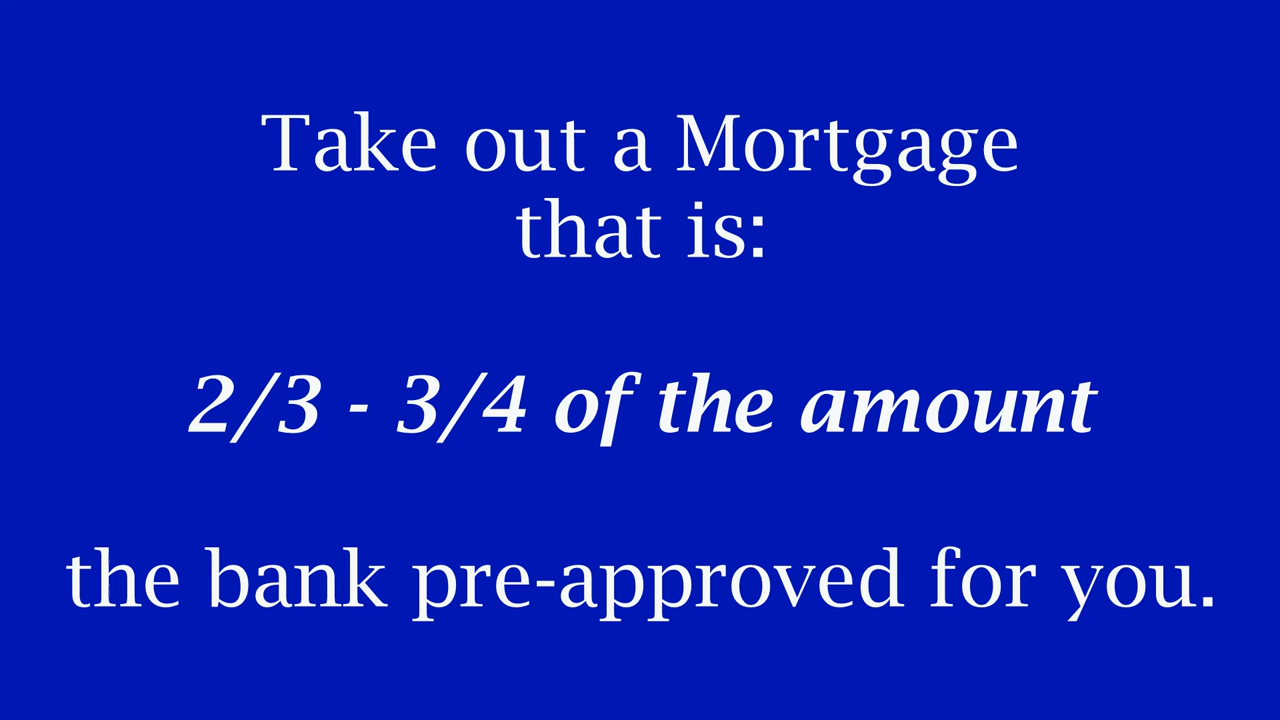 Take out a Mortgage
that is:
2/3 - 3/4 of the amount
the bank pre-approved for you.